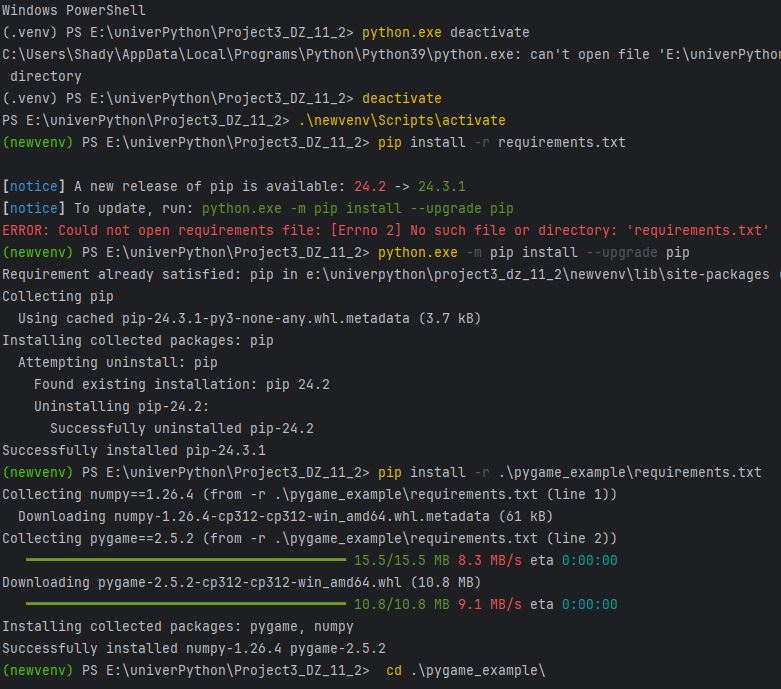 Windows PowerShell
(.venv) PS E:\univerPython\Project3_DZ_11_2> python.exe deactivate
C:\Users\Shady\AppData\Local\Programs\Python\Python39\python.exe: can't open file 'E:\univerPython
 directory
(.venv) PS E:\univerPython\Project3_DZ_11_2> deactivate
PS E:\univerPython\Project3_DZ_11_2> .\newvenv\Scripts\activate
(newvenv) PS E:\univerPython\Project3_DZ_11_2> pip install -r requirements.txt
[notice] A new release of pip is available: 24.2 -> 24.3.1
[notice] To update, run: python.exe -m pip install --upgrade pip
ERROR: Could not open requirements file: [Errno 2] No such file or directory: 'requirements.txt'
(newvenv) PS E:\univerPython\Project3_DZ_11_2> python.exe -m pip install --upgrade pip
Requirement already satisfied: pip in e:\univerpython\project3_dz_11_2\newvenv\lib\site-packages (
Collecting pip
  Using cached pip-24.3.1-py3-none-any.whl.metadata (3.7 kB)
Installing collected packages: pip
  Attempting uninstall: pip
    Found existing installation: pip 24.2
    Uninstalling pip-24.2:
      Successfully uninstalled pip-24.2
Successfully installed pip-24.3.1
(newvenv) PS E:\univerPython\Project3_DZ_11_2> pip install -r .\pygame_example\requirements.txt
Collecting numpy==1.26.4 (from -r .\pygame_example\requirements.txt (line 1))
  Downloading numpy-1.26.4-cp312-cp312-win_amd64.whl.metadata (61 kB)
Collecting pygame==2.5.2 (from -r .\pygame_example\requirements.txt (line 2))
15.5/15.5 MB 8.3 MB/s eta 0:00:00
Downloading pygame-2.5.2-cp312-cp312-win_amd64.whl (10.8 MB)
10.8/10.8 MB 9.1 MB/s eta 0:00:00
Installing collected packages: pygame, numpy
Successfully installed numpy-1.26.4 pygame-2.5.2
(newvenv) PS E:\univerPython\Project3_DZ_11_2>  cd .\pygame_example\